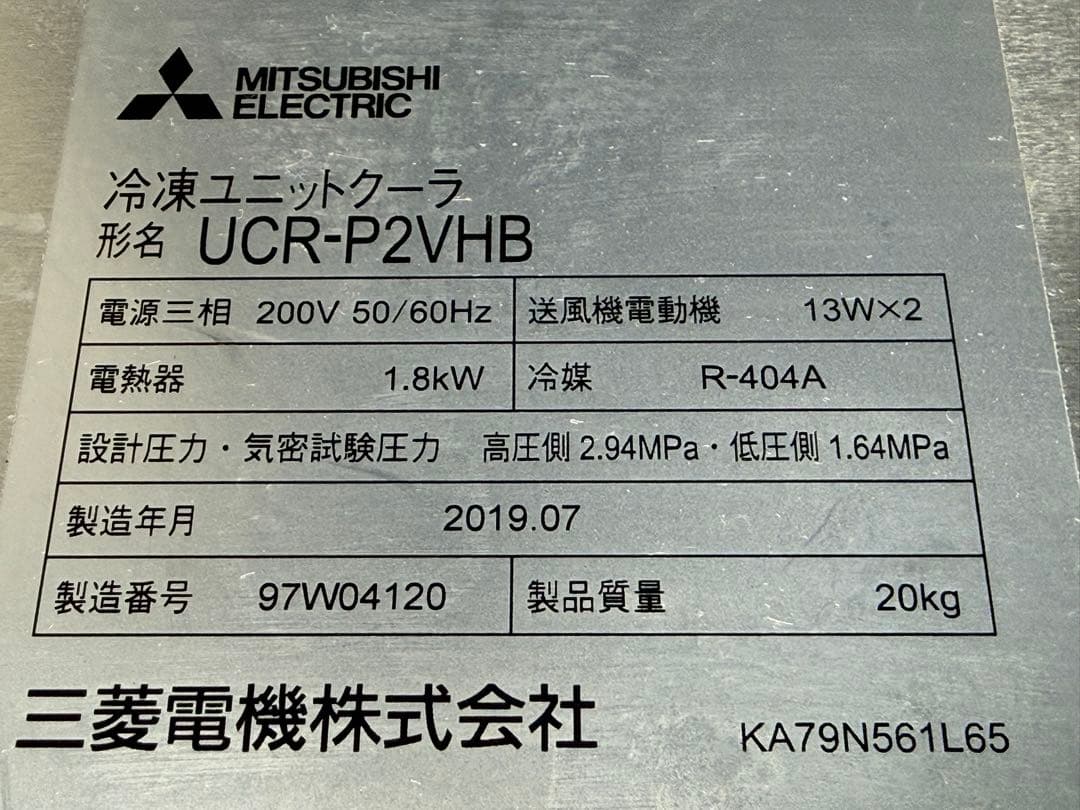 MITSUBISHI
ELECTRIC
冷凍ユニットクーラ
形名 UCR-P2VHB
電源三相 200V 50/60Hz 送風機電動機 13W×2
電熱器 1.8kW 冷媒 R-404A
設計圧力・気密試験圧力 高圧側 2.94MPa・低圧側 1.64MPa
製造年月 2019.07
製造番号 97W04120 製品質量 20kg
三菱電機株式会社 KA79N561L65